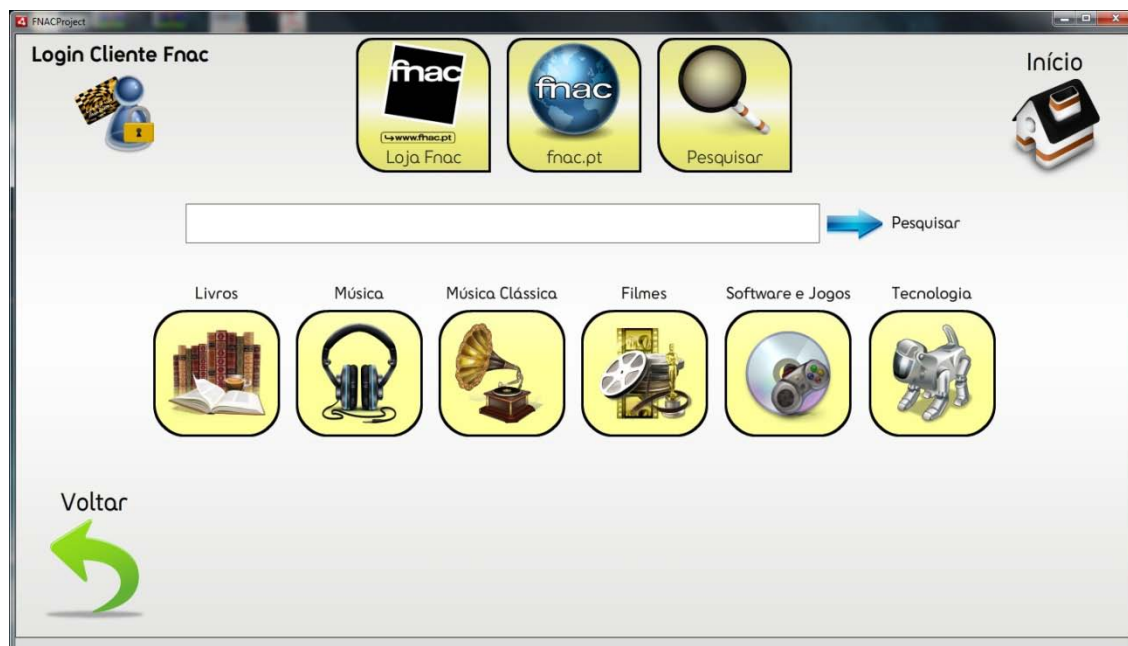 FNACProject
Login Cliente Fnac
Início
fnac
www.fnac.pt
Loja Fnac
fnac
fnac.pt
Pesquisar
Pesquisar
Livros
Música
Música Clássica
Filmes
Software e Jogos
Tecnologia
Voltar